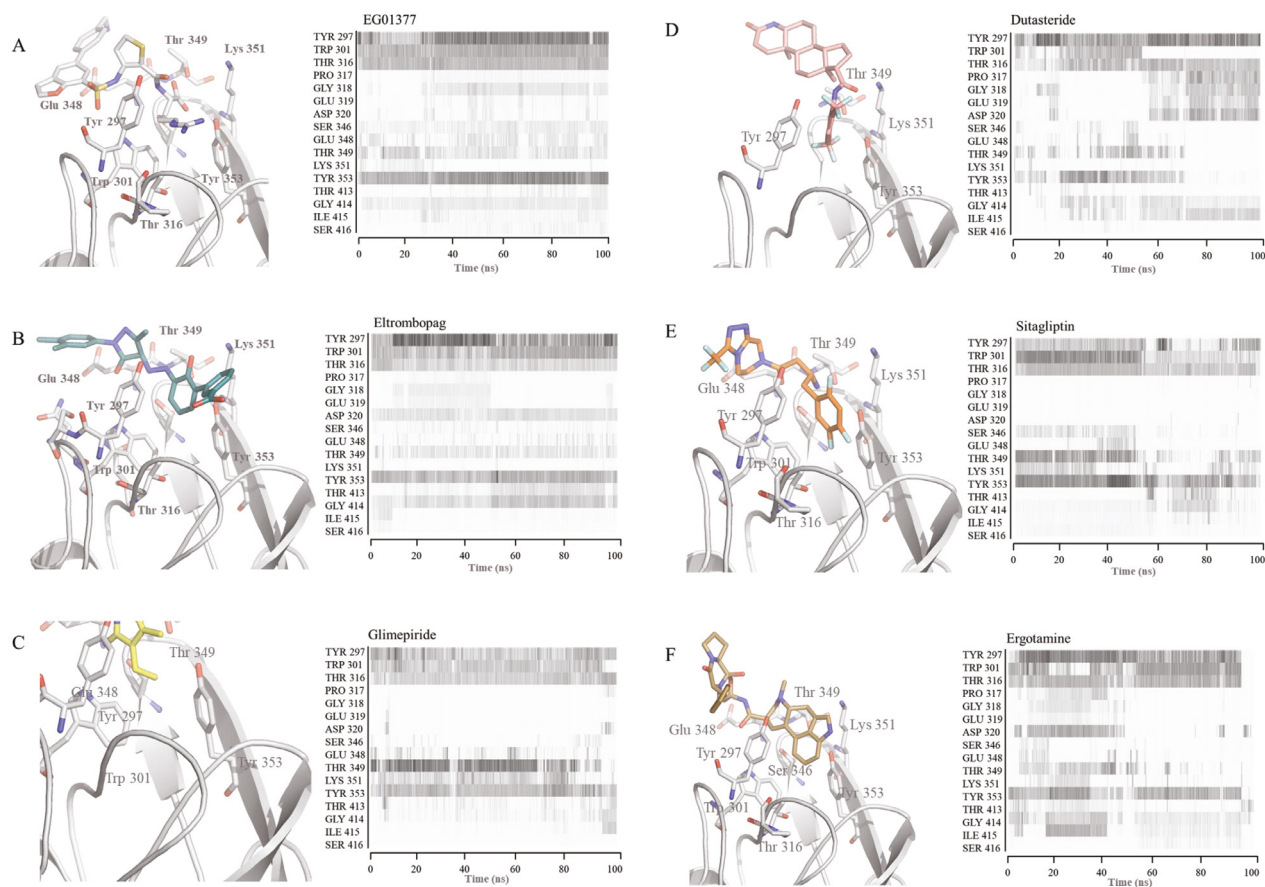 A
Thr 349
Lys 351
Glu 348
Tyr 297
Trp 301
Tyr 353
Thr 316
EG01377
TYR 297
TRP 301
THR 316
PRO 317
GLY 318
GLU 319
ASP 320
SER 346
GLU 348
THR 349
LYS 351
TYR 353
THR 413
GLY 414
ILE 415
SER 416
0 20 40 60 80 100
Time (ns)
B
Thr 349
Lys 351
Glu 348
Tyr 297
Trp 301
Tyr 353
Thr 316
Eltrombopag
TYR 297
TRP 301
THR 316
PRO 317
GLY 318
GLU 319
ASP 320
SER 346
GLU 348
THR 349
LYS 351
TYR 353
THR 413
GLY 414
ILE 415
SER 416
0 20 40 60 80 100
Time (ns)
C
Thr 349
Glu 348
Tyr 297
Trp 301
Tyr 353
Glimepiride
TYR 297
TRP 301
THR 316
PRO 317
GLY 318
GLU 319
ASP 320
SER 346
GLU 348
THR 349
LYS 351
TYR 353
THR 413
GLY 414
ILE 415
SER 416
0 20 40 60 80 100
Time (ns)
D
Thr 349
Lys 351
Tyr 297
Tyr 353
Dutasteride
TYR 297
TRP 301
THR 316
PRO 317
GLY 318
GLU 319
ASP 320
SER 346
GLU 348
THR 349
LYS 351
TYR 353
THR 413
GLY 414
ILE 415
SER 416
0 20 40 60 80 100
Time (ns)
E
Thr 349
Glu 348
Lys 351
Tyr 297
Trp 301
Tyr 353
Thr 316
Sitagliptin
TYR 297
TRP 301
THR 316
PRO 317
GLY 318
GLU 319
ASP 320
SER 346
GLU 348
THR 349
LYS 351
TYR 353
THR 413
GLY 414
ILE 415
SER 416
0 20 40 60 80 100
Time (ns)
F
Thr 349
Glu 348
Lys 351
Tyr 297
Ser 346
Trp 301
Tyr 353
Thr 316
Ergotamine
TYR 297
TRP 301
THR 316
PRO 317
GLY 318
GLU 319
ASP 320
SER 346
GLU 348
THR 349
LYS 351
TYR 353
THR 413
GLY 414
ILE 415
SER 416
0 20 40 60 80 100
Time (ns)